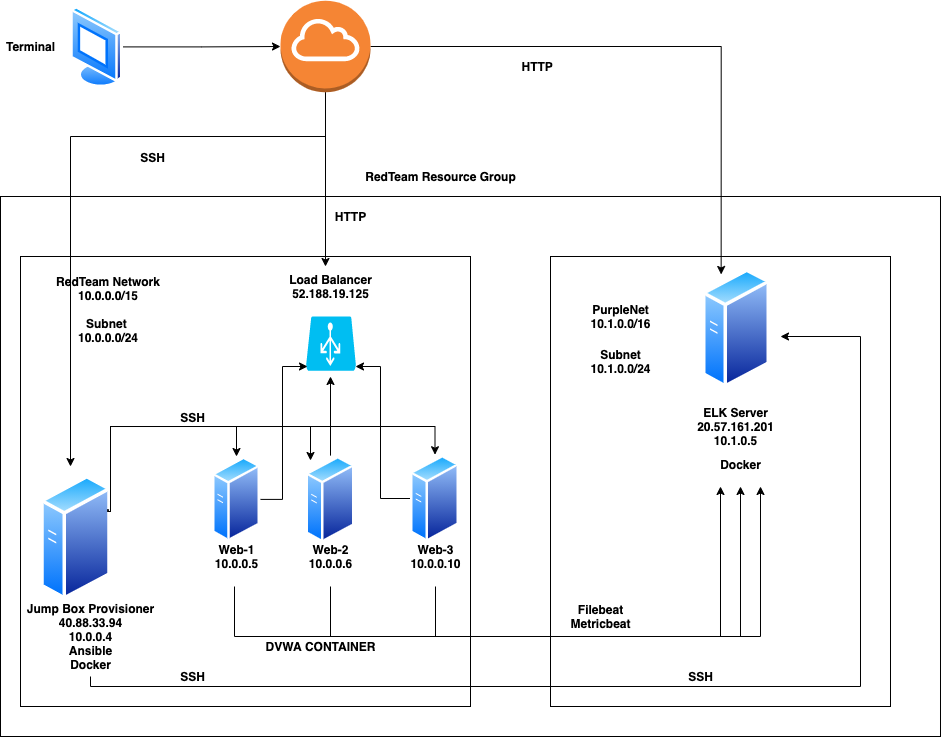 Terminal
HTTP
SSH
RedTeam Resource Group
HTTP
RedTeam Network
10.0.0.0/15
Subnet
10.0.0.0/24
Load Balancer
52.188.19.125
PurpleNet
10.1.0.0/16
Subnet
10.1.0.0/24
ELK Server
20.57.161.201
10.1.0.5
Docker
SSH
Web-1
10.0.0.5
Web-2
10.0.0.6
Web-3
10.0.0.10
Jump Box Provisioner
40.88.33.94
10.0.0.4
Ansible
Docker
Filebeat
Metricbeat
DVWA CONTAINER
SSH
SSH